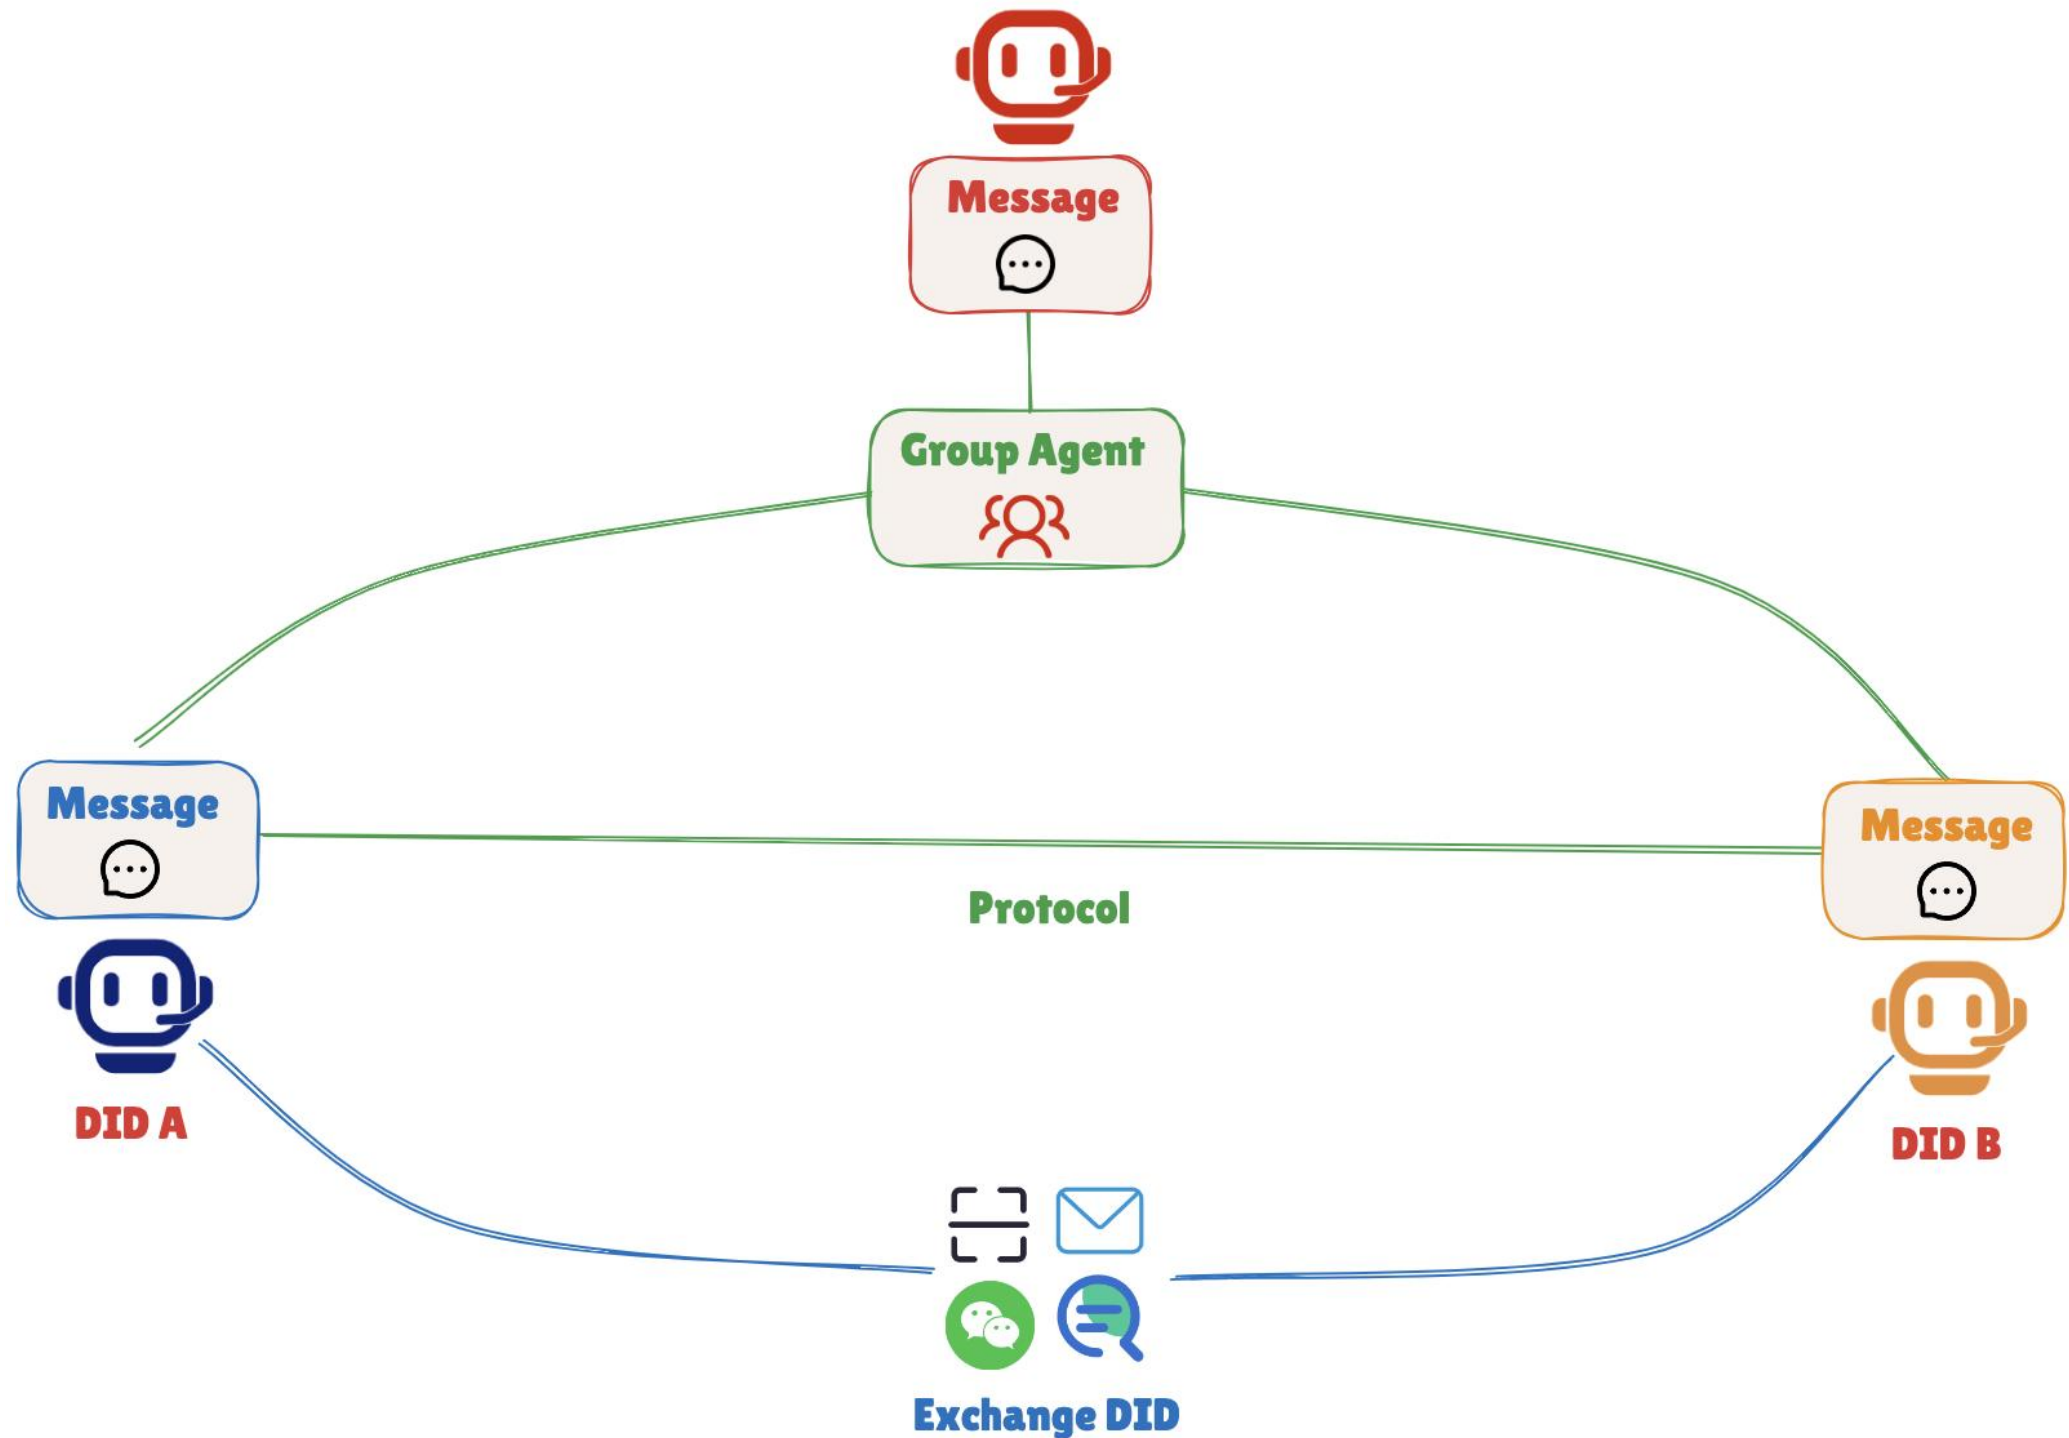 Message
Group Agent
Message
Message
Protocol
DID A
DID B
Exchange DID